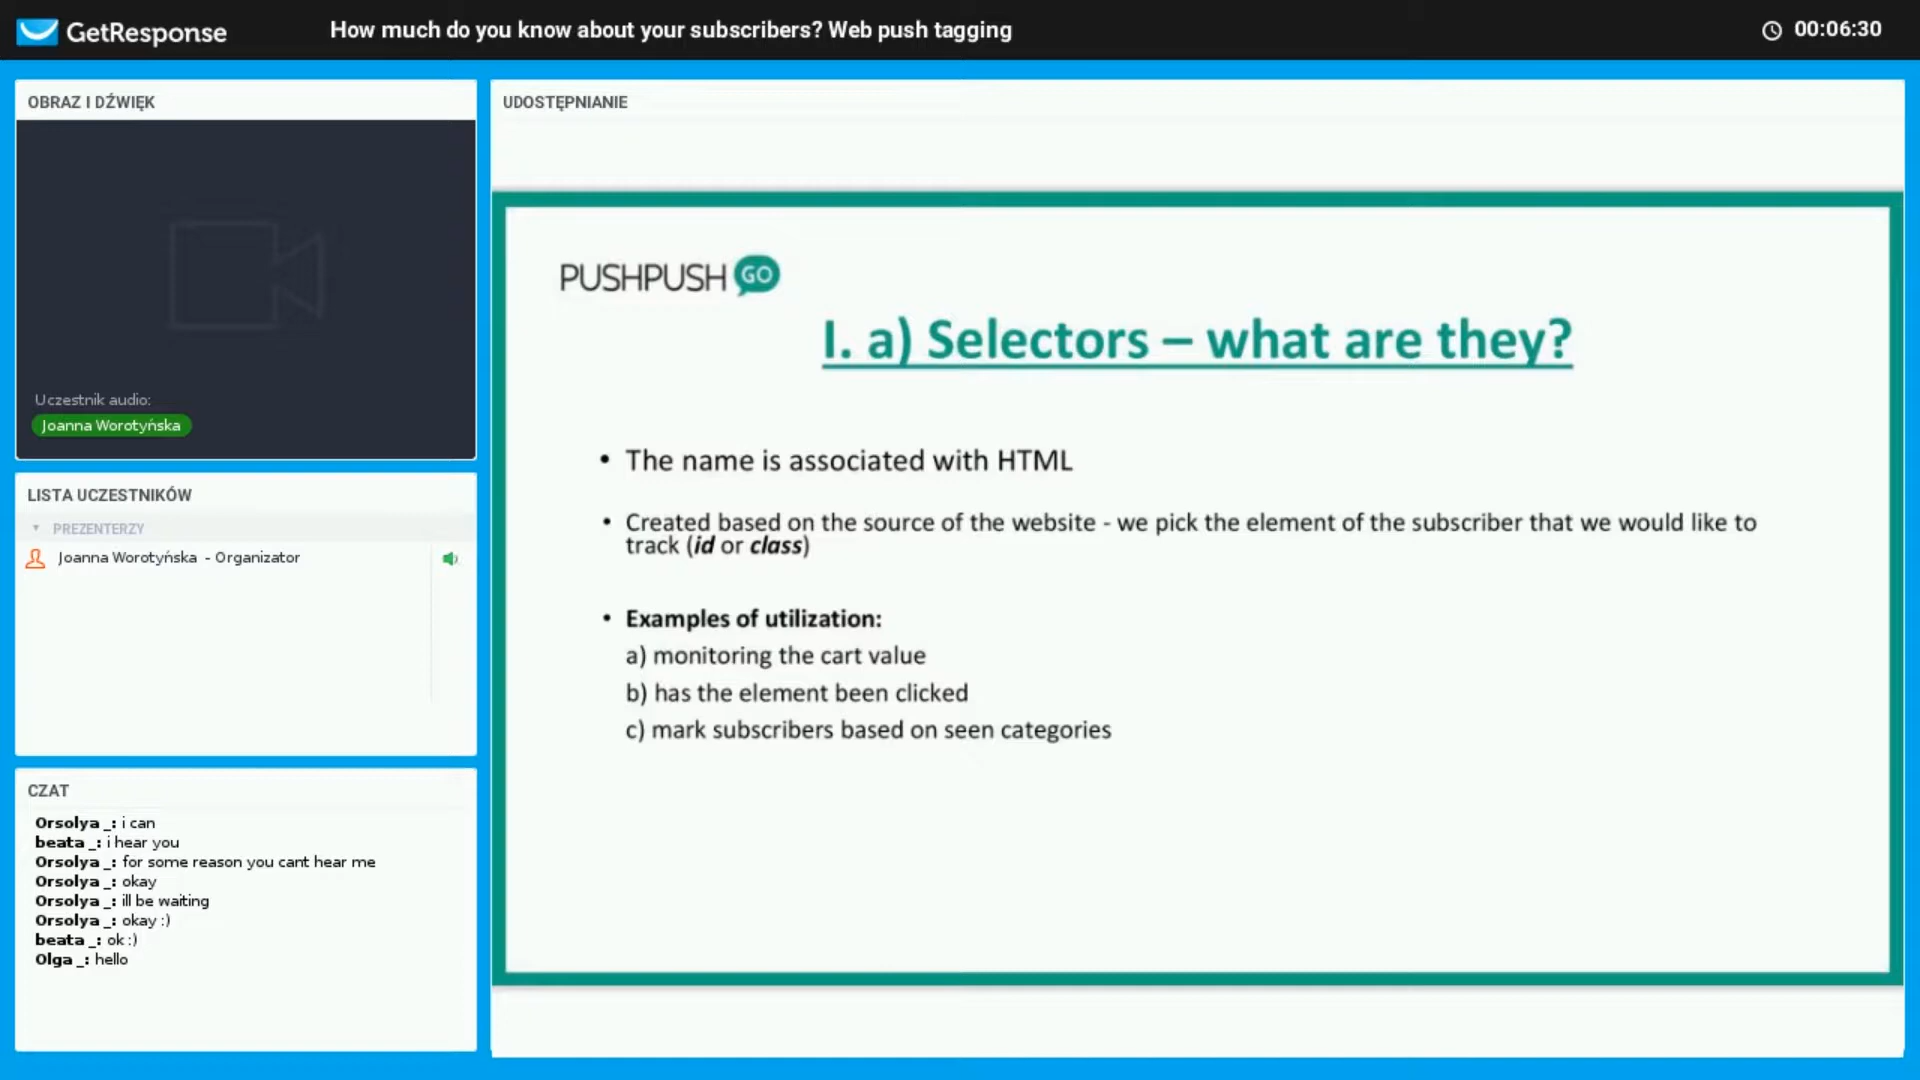 GetResponse
How much do you know about your subscribers? Web push tagging
00:06:30
OBRAZ I DŹWIĘK
Uczestnik audio:
Joanna Worotyńska
LISTA UCZESTNIKÓW
PREZENTERZY
Joanna Worotyńska - Organizator
CZAT
Orsolya _: i can
beata _: i hear you
Orsolya _: for some reason you cant hear me
Orsolya _: okay
Orsolya _: ill be waiting
Orsolya _: okay :)
beata _: ok :)
Olga _: hello
UDOSTĘPNIANIE
PUSHPUSH GO
I. a) Selectors – what are they?
• The name is associated with HTML
• Created based on the source of the website - we pick the element of the subscriber that we would like to
track (id or class)
• Examples of utilization:
a) monitoring the cart value
b) has the element been clicked
c) mark subscribers based on seen categories